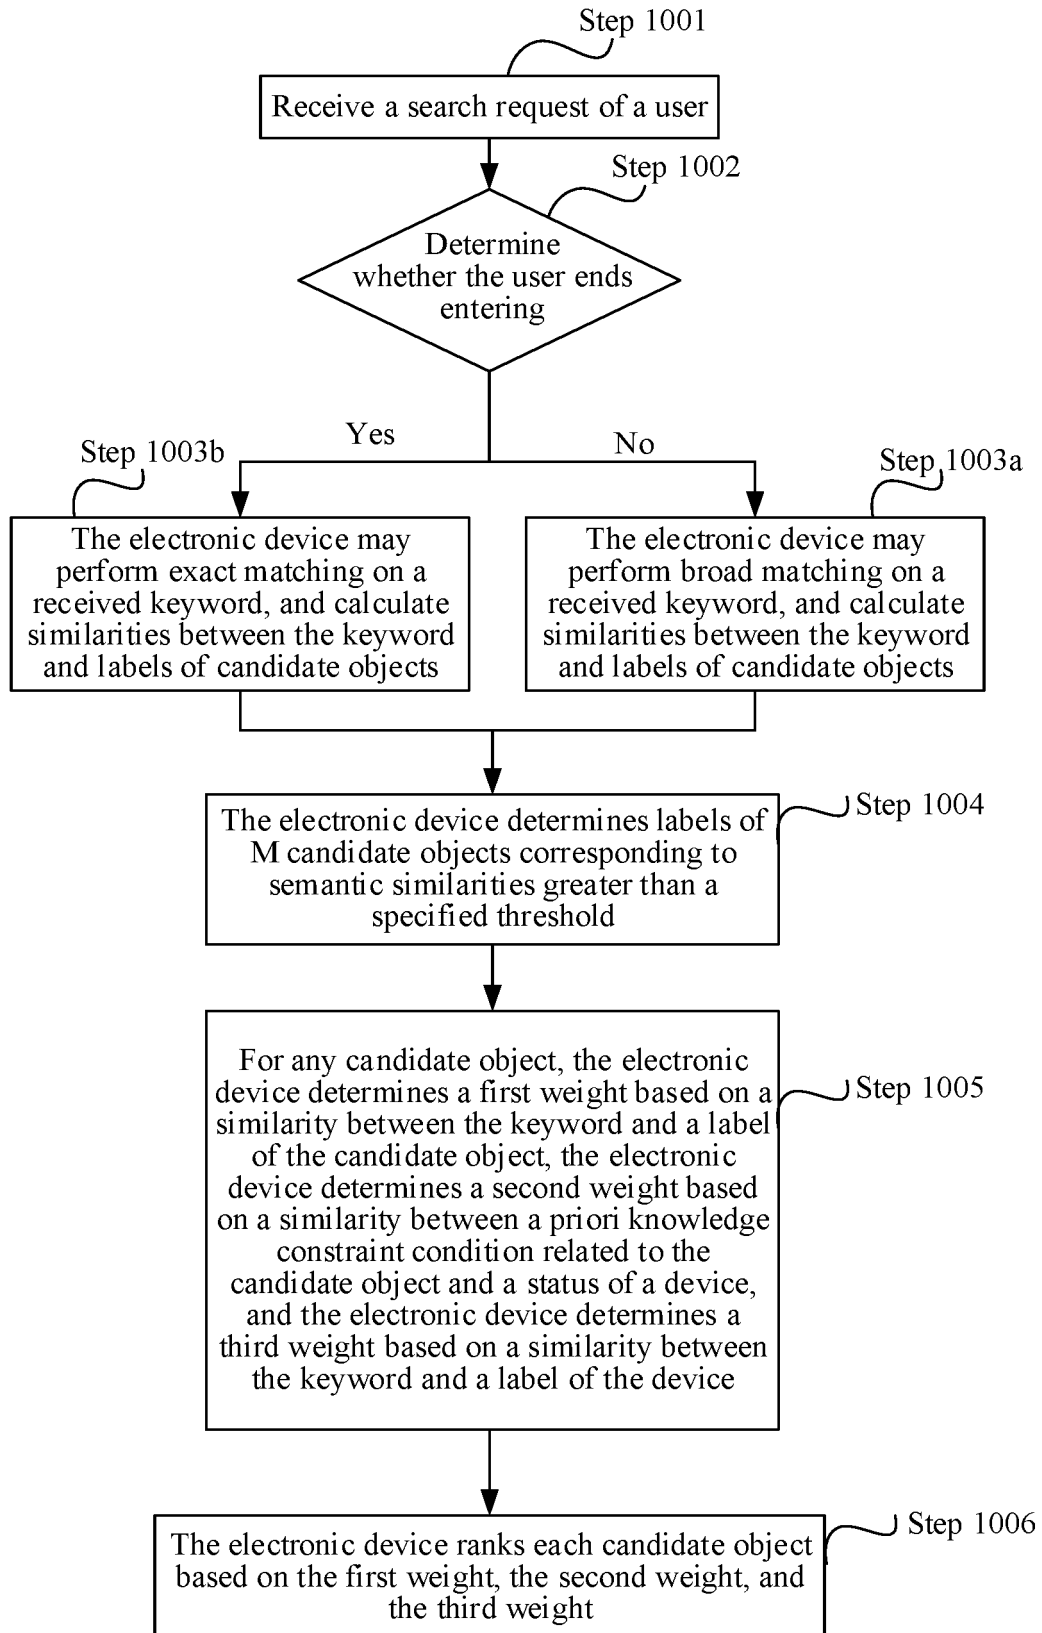 Step 1001
Receive a search request of a user
Step 1002
Determine
whether the user ends
entering
Yes
No
Step 1003b
Step 1003a
The electronic device may
perform exact matching on a
received keyword, and calculate
similarities between the keyword
and labels of candidate objects
The electronic device may
perform broad matching on a
received keyword, and calculate
similarities between the keyword
and labels of candidate objects
Step 1004
The electronic device determines labels of
M candidate objects corresponding to
semantic similarities greater than a
specified threshold
Step 1005
For any candidate object, the electronic
device determines a first weight based on a
similarity between the keyword and a label
of the candidate object, the electronic
device determines a second weight based
on a similarity between a priori knowledge
constraint condition related to the
candidate object and a status of a device,
and the electronic device determines a
third weight based on a similarity between
the keyword and a label of the device
Step 1006
The electronic device ranks each candidate object
based on the first weight, the second weight, and
the third weight